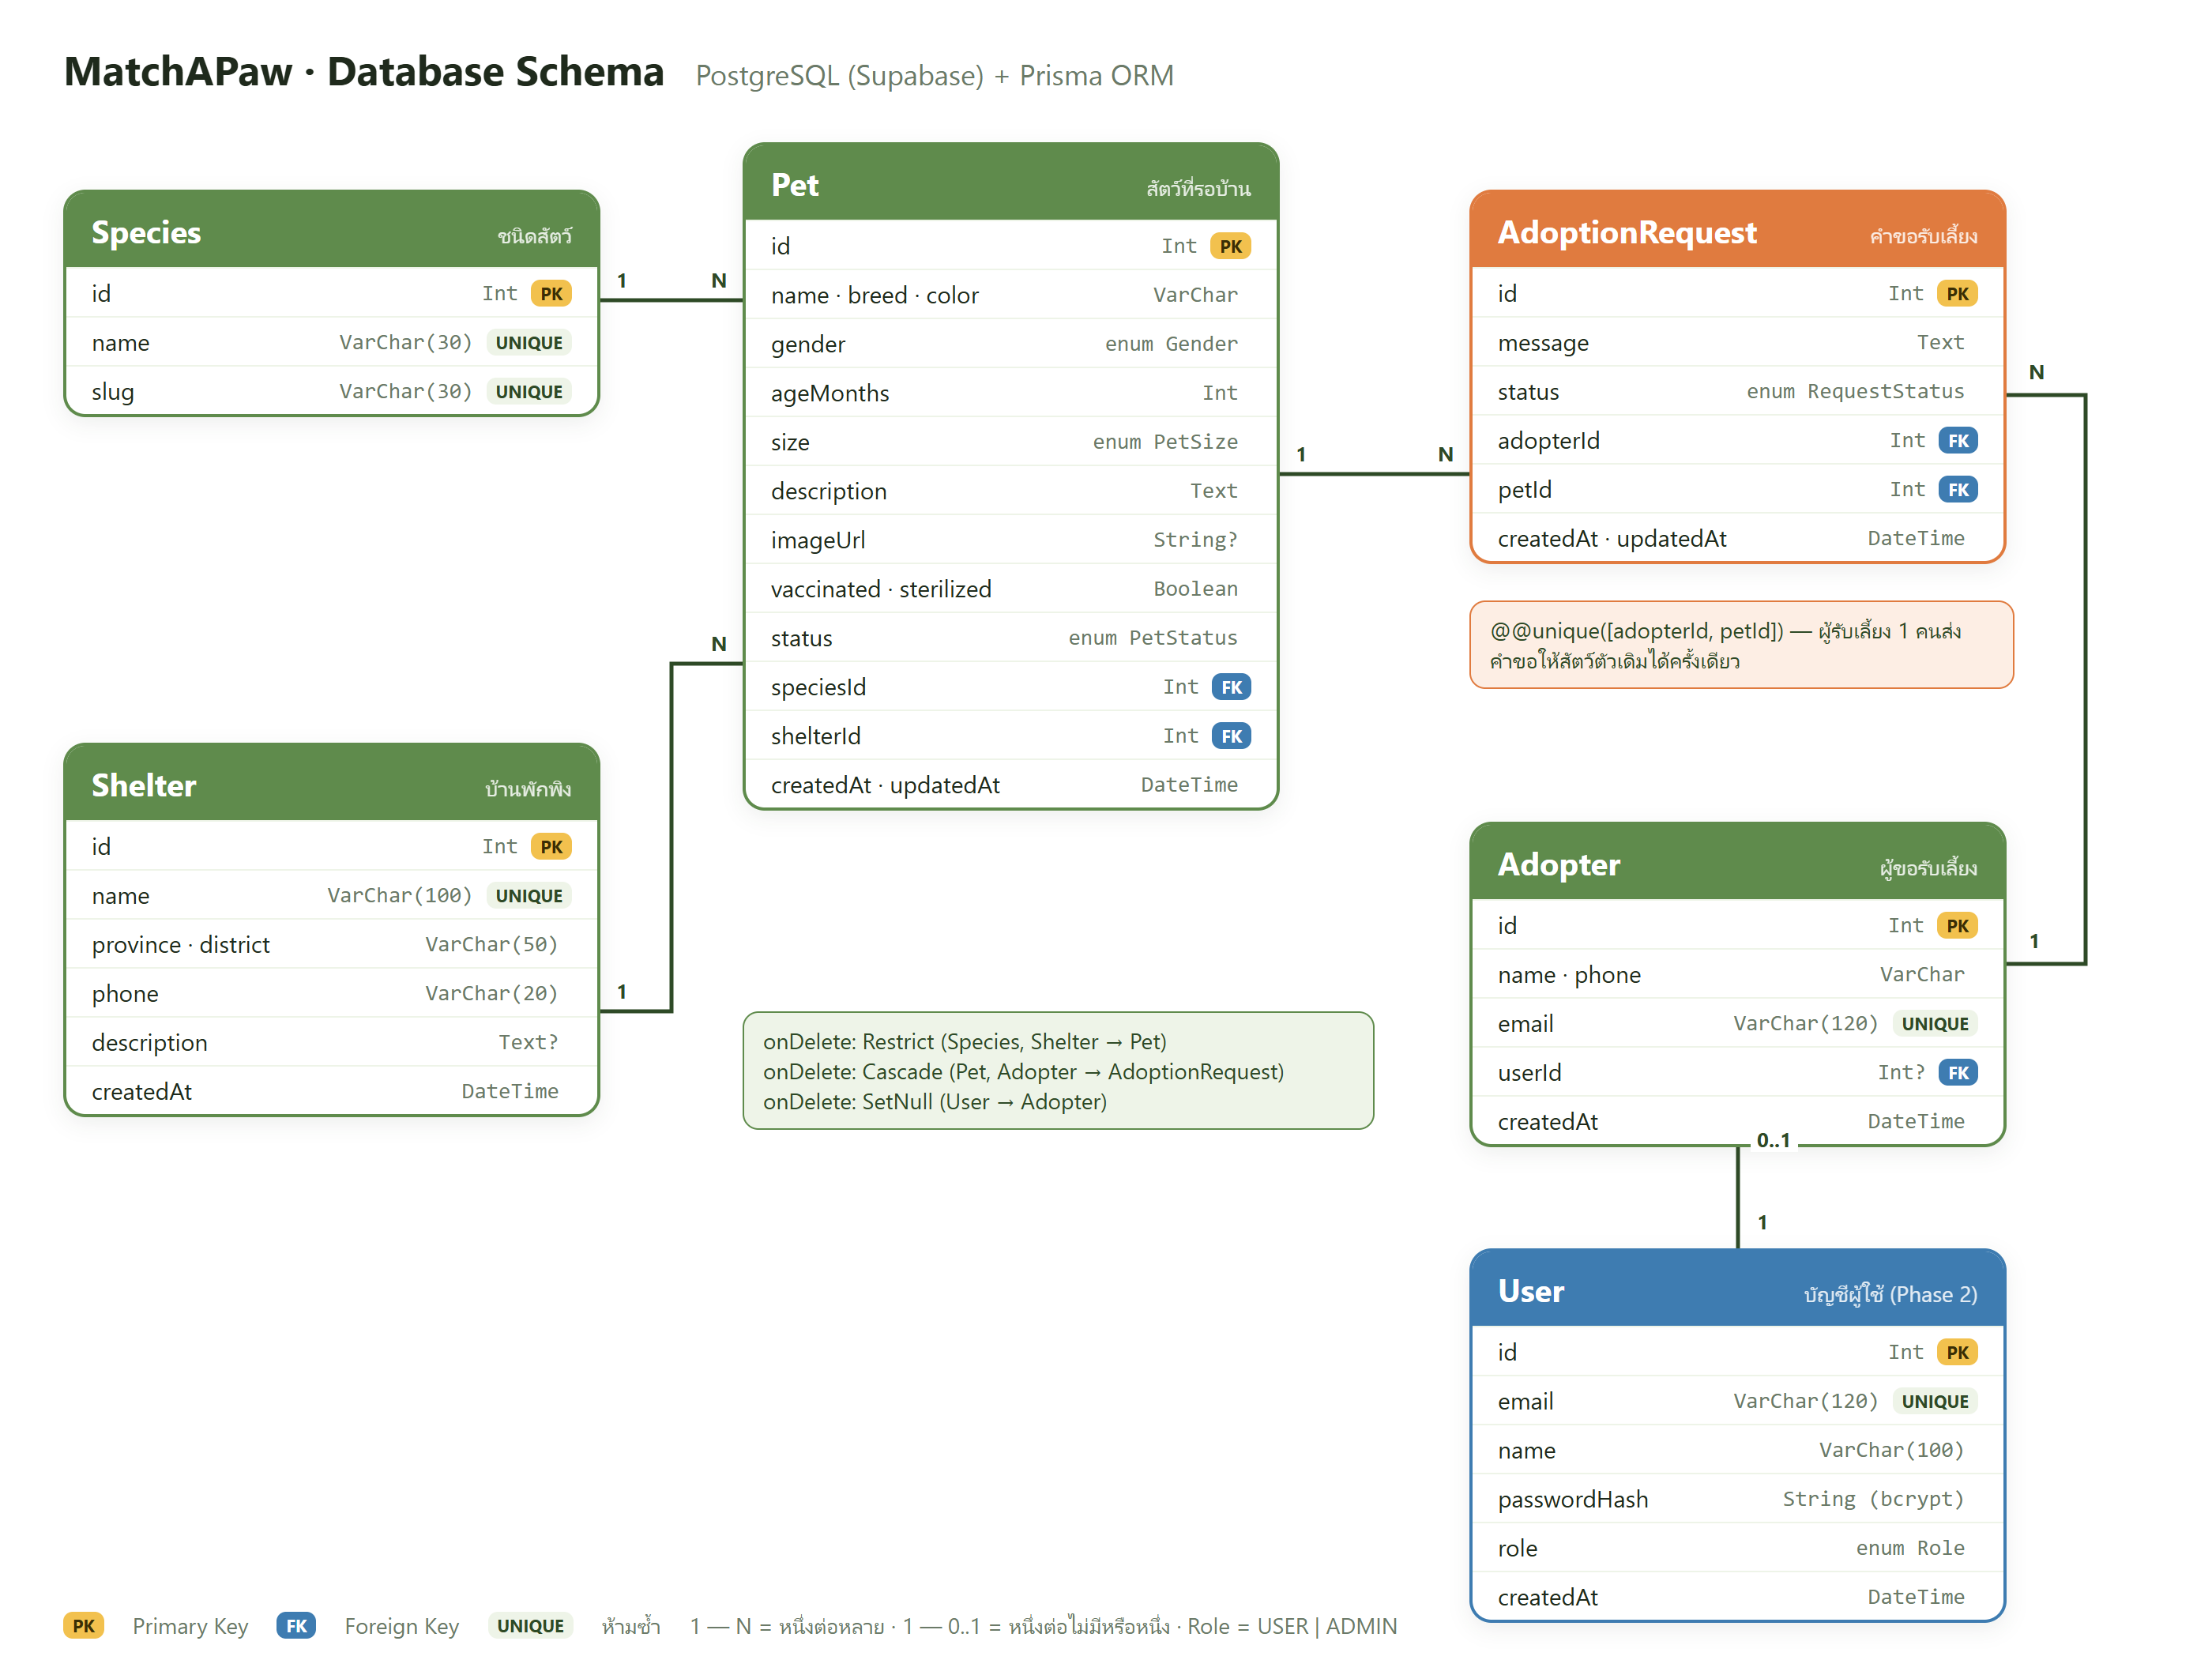 MatchAPaw · Database Schema PostgreSQL (Supabase) + Prisma ORM
Species ชนิดสัตว์
id Int PK
name VarChar(30) UNIQUE
slug VarChar(30) UNIQUE
1 N
Pet สัตว์ที่รอบ้าน
id Int PK
name · breed · color VarChar
gender enum Gender
ageMonths Int
size enum PetSize
description Text
imageUrl String?
vaccinated · sterilized Boolean
status enum PetStatus
speciesId Int FK
shelterId Int FK
createdAt · updatedAt DateTime
1 N
AdoptionRequest คำขอรับเลี้ยง
id Int PK
message Text
status enum RequestStatus
adopterId Int FK
petId Int FK
createdAt · updatedAt DateTime
N
@@unique([adopterId, petId]) — ผู้รับเลี้ยง 1 คนส่ง
คำขอให้สัตว์ตัวเดิมได้ครั้งเดียว
N
Shelter บ้านพักพิง
id Int PK
name VarChar(100) UNIQUE
province · district VarChar(50)
phone VarChar(20)
description Text?
createdAt DateTime
1
onDelete: Restrict (Species, Shelter → Pet)
onDelete: Cascade (Pet, Adopter → AdoptionRequest)
onDelete: SetNull (User → Adopter)
Adopter ผู้ขอรับเลี้ยง
id Int PK
name · phone VarChar
email VarChar(120) UNIQUE
userId Int? FK
createdAt DateTime
1
0..1
1
User บัญชีผู้ใช้ (Phase 2)
id Int PK
email VarChar(120) UNIQUE
name VarChar(100)
passwordHash String (bcrypt)
role enum Role
createdAt DateTime
PK Primary Key FK Foreign Key UNIQUE ห้ามซ้ำ 1 — N = หนึ่งต่อหลาย · 1 — 0..1 = หนึ่งต่อไม่มีหรือหนึ่ง · Role = USER | ADMIN